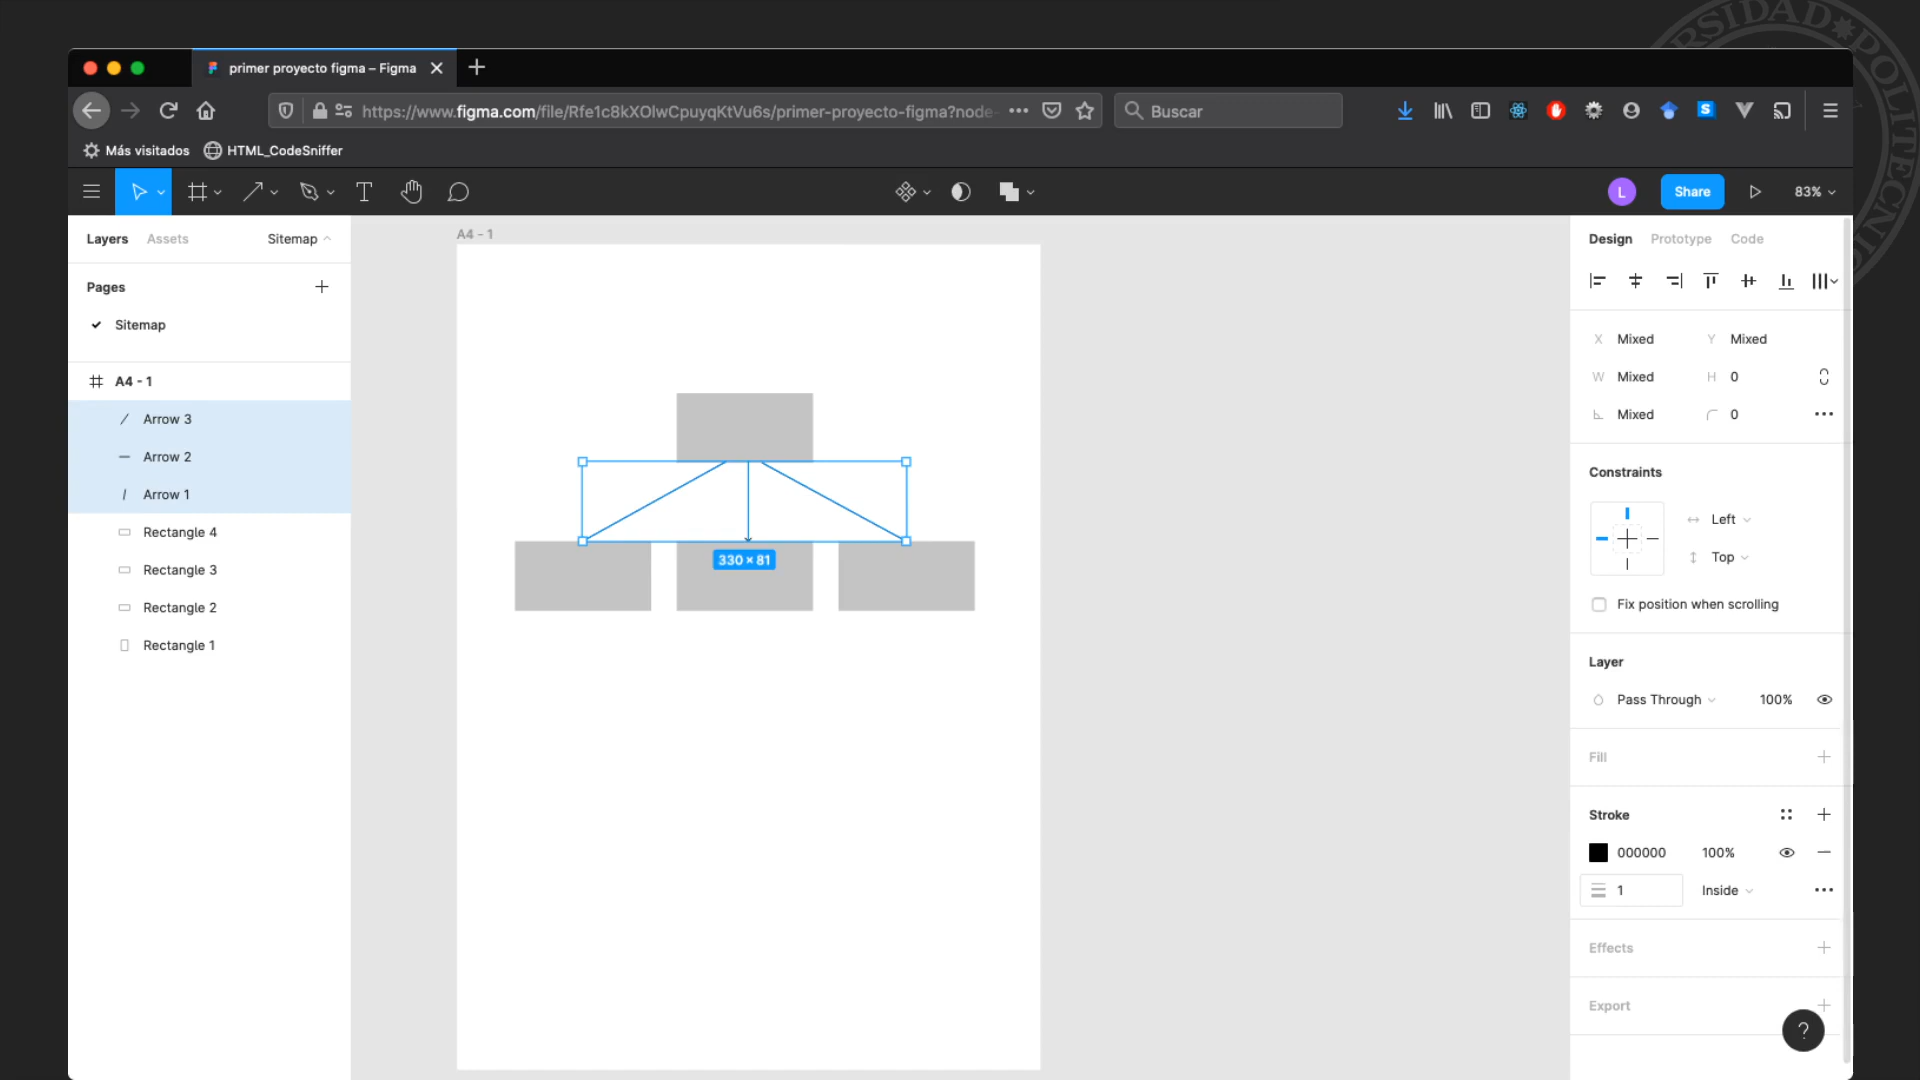 primer proyecto figma – Figma
https://www.figma.com/file/Rfe1c8kXOlwCpuyqKtVu6s/primer-proyecto-figma?node-
Buscar
Más visitados
HTML_CodeSniffer
L
Share
83%
Layers
Assets
Sitemap
Pages
Sitemap
A4 - 1
Arrow 3
Arrow 2
Arrow 1
Rectangle 4
Rectangle 3
Rectangle 2
Rectangle 1
A4 - 1
330 × 81
Design
Prototype
Code
X Mixed
Y Mixed
W Mixed
H 0
Mixed
0
Constraints
Left
Top
Fix position when scrolling
Layer
Pass Through
100%
Fill
Stroke
000000
100%
1
Inside
Effects
Export
?